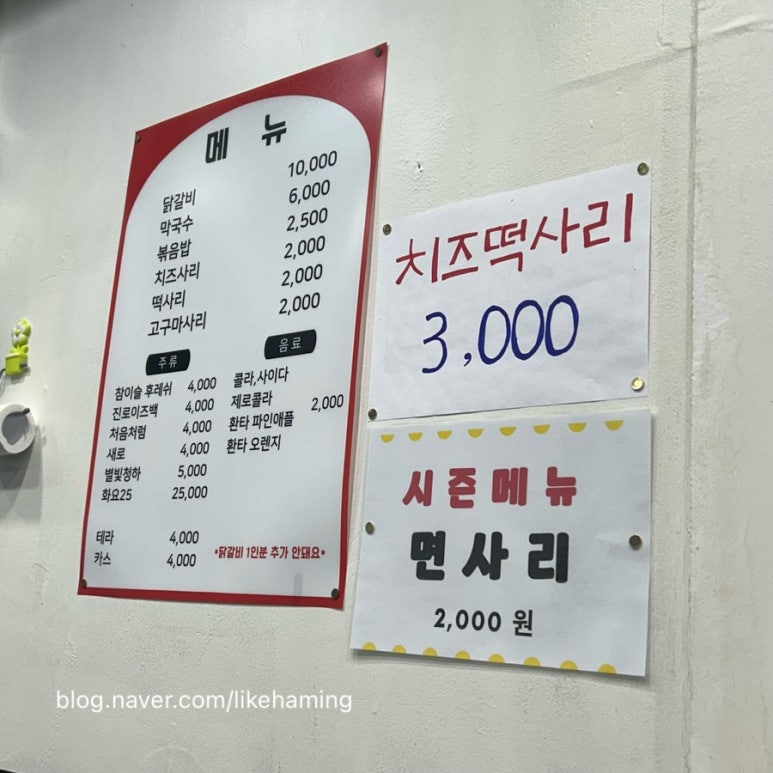 메뉴
닭갈비 10,000
막국수 6,000
볶음밥 2,500
치즈사리 2,000
떡사리 2,000
고구마사리 2,000
주류
참이슬 후레쉬 4,000
진로이즈백 4,000
처음처럼 4,000
새로 4,000
별빛청하 5,000
화요25 25,000
테라 4,000
카스 4,000
음료
콜라,사이다
제로콜라 2,000
환타 파인애플
환타 오렌지
•닭갈비 1인분 추가 안돼요•
치즈떡사리
3,000
시즌메뉴
면사리
2,000 원
blog.naver.com/likehaming